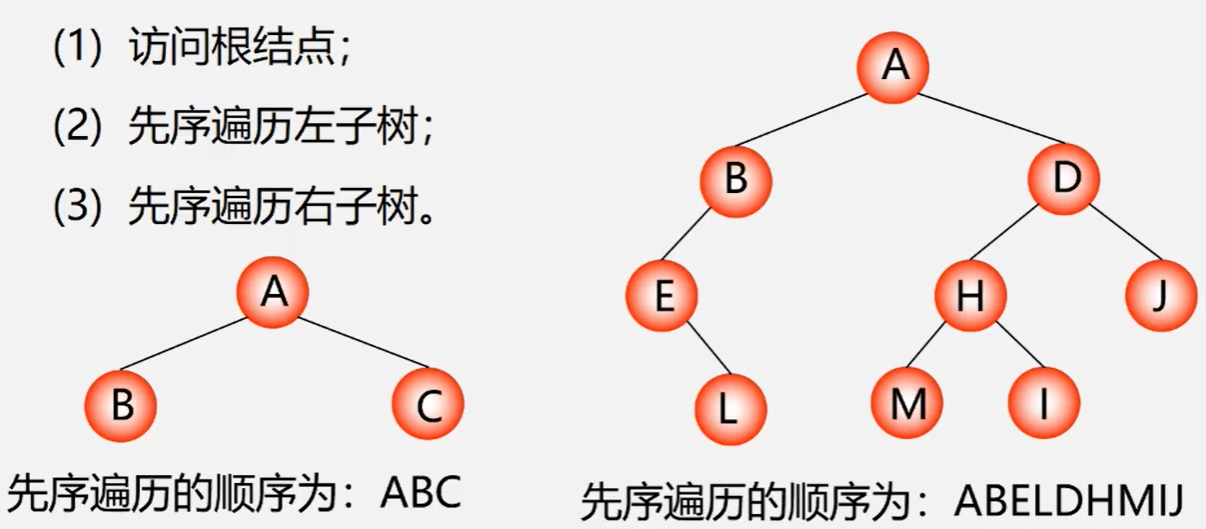 (1) 访问根结点；
(2) 先序遍历左子树；
(3) 先序遍历右子树。
A
B
C
先序遍历的顺序为：ABC
A
B
D
E
H
J
L
M
I
先序遍历的顺序为：ABELDHMIJ